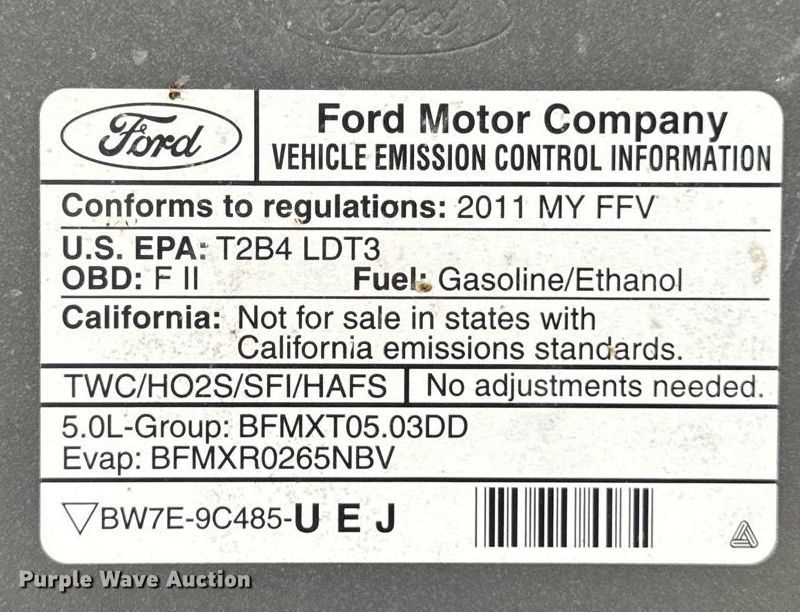 Ford
Ford
Ford Motor Company
VEHICLE EMISSION CONTROL INFORMATION
Conforms to regulations: 2011 MY FFV
U.S. EPA: T2B4 LDT3
OBD: F II Fuel: Gasoline/Ethanol
California: Not for sale in states with
California emissions standards.
TWC/HO2S/SFI/HAFS No adjustments needed.
5.0L-Group: BFMXT05.03DD
Evap: BFMXR0265NBV
BW7E-9C485-U E J
Purple Wave Auction